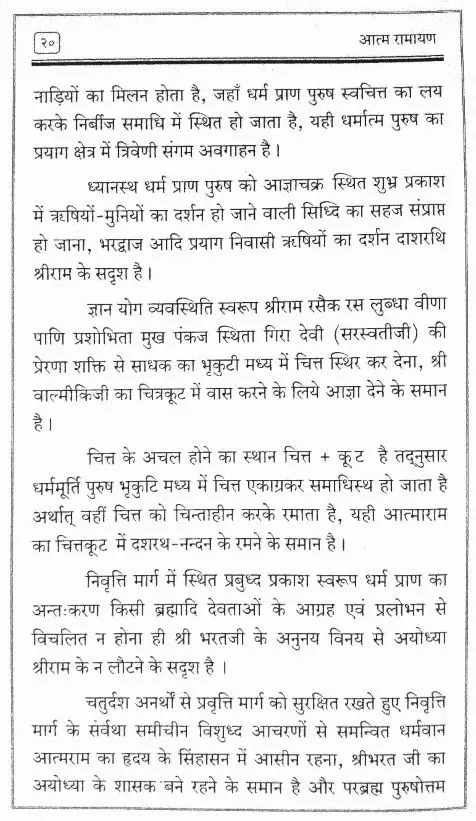 २०
आत्म रामायण
नाड़ियों का मिलन होता है, जहाँ धर्म प्राण पुरुष स्वचित्त का लय
करके निर्बीज समाधि में स्थित हो जाता है, यही धर्मात्म पुरुष का
प्रयाग क्षेत्र में त्रिवेणी संगम अवगाहन है।
ध्यानस्थ धर्म प्राण पुरुष को आज्ञाचक्र स्थित शुभ्र प्रकाश
में ऋषियों-मुनियों का दर्शन हो जाने वाली सिध्दि का सहज संप्राप्त
हो जाना, भरद्वाज आदि प्रयाग निवासी ऋषियों का दर्शन दाशरथि
श्रीराम के सदृश है।
ज्ञान योग व्यवस्थिति स्वरूप श्रीराम रसैक रस लुब्धा वीणा
पाणि प्रशोभिता मुख पंकज स्थिता गिरा देवी (सरस्वतीजी) की
प्रेरणा शक्ति से साधक का भृकुटी मध्य में चित्त स्थिर कर देना, श्री
वाल्मीकिजी का चित्रकूट में वास करने के लिये आज्ञा देने के समान
है।
चित्त के अचल होने का स्थान चित्त + कूट है तद्नुसार
धर्ममूर्ति पुरुष भृकुटि मध्य में चित्त एकाग्रकर समाधिस्थ हो जाता है
अर्थात् वहीं चित्त को चिन्ताहीन करके रमाता है, यही आत्माराम
का चित्तकूट में दशरथ-नन्दन के रमने के समान है।
निवृत्ति मार्ग में स्थित प्रबुध्द प्रकाश स्वरूप धर्म प्राण का
अन्तःकरण किसी ब्रह्मादि देवताओं के आग्रह एवं प्रलोभन से
विचलित न होना ही श्री भरतजी के अनुनय विनय से अयोध्या
श्रीराम के न लौटने के सदृश है ।
चतुर्दश अनर्थों से प्रवृत्ति मार्ग को सुरक्षित रखते हुए निवृत्ति
मार्ग के सर्वथा समीचीन विशुध्द आचरणों से समन्वित धर्मवान
आत्मराम का हृदय के सिंहासन में आसीन रहना, श्रीभरत जी का
अयोध्या के शासक बने रहने के समान है और परब्रह्म पुरुषोत्तम